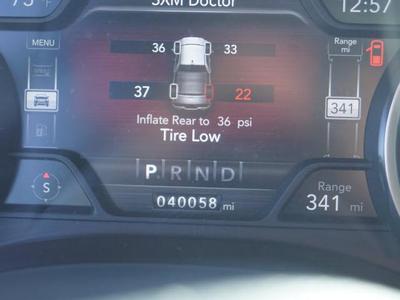 75°F SXM Doctor 12:57
MENU 36 33 Range
mi
37 22
341
Inflate Rear to 36 psi
Tire Low
P R N D
S 040058 mi
Range
341 mi